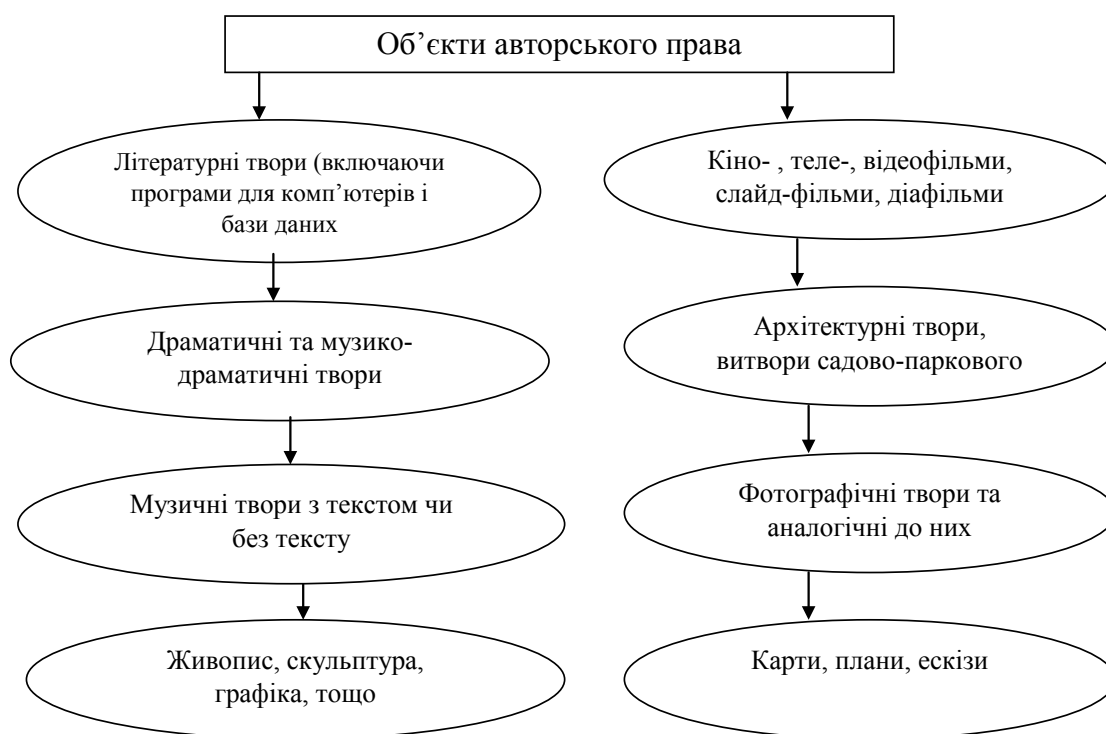 Об’єкти авторського права
Літературні твори (включаючи
програми для комп’ютерів і
бази даних
Драматичні та музико-
драматичні твори
Музичні твори з текстом чи
без тексту
Живопис, скульптура,
графіка, тощо
Кіно- , теле-, відеофільми,
слайд-фільми, діафільми
Архітектурні твори,
витвори садово-паркового
Фотографічні твори та
аналогічні до них
Карти, плани, ескізи